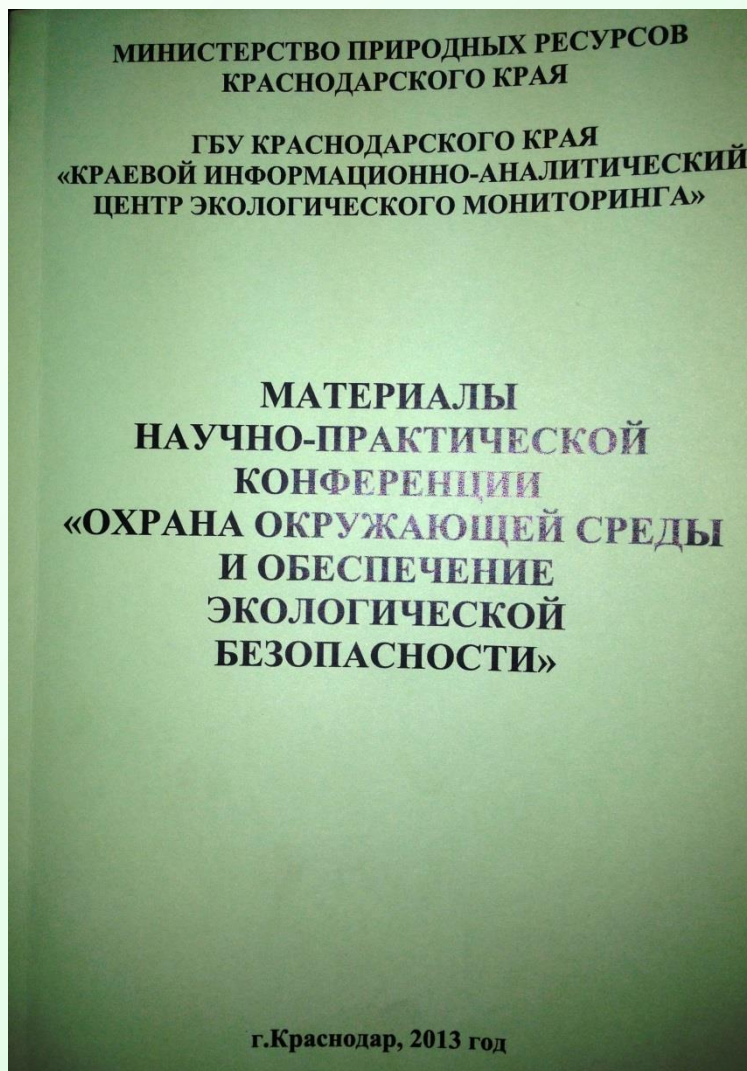 МИНИСТЕРСТВО ПРИРОДНЫХ РЕСУРСОВ
КРАСНОДАРСКОГО КРАЯ
ГБУ КРАСНОДАРСКОГО КРАЯ
«КРАЕВОЙ ИНФОРМАЦИОННО-АНАЛИТИЧЕСКИЙ
ЦЕНТР ЭКОЛОГИЧЕСКОГО МОНИТОРИНГА»
МАТЕРИАЛЫ
НАУЧНО-ПРАКТИЧЕСКОЙ
КОНФЕРЕНЦИИ
«ОХРАНА ОКРУЖАЮЩЕЙ СРЕДЫ
И ОБЕСПЕЧЕНИЕ
ЭКОЛОГИЧЕСКОЙ
БЕЗОПАСНОСТИ»
г.Краснодар, 2013 год